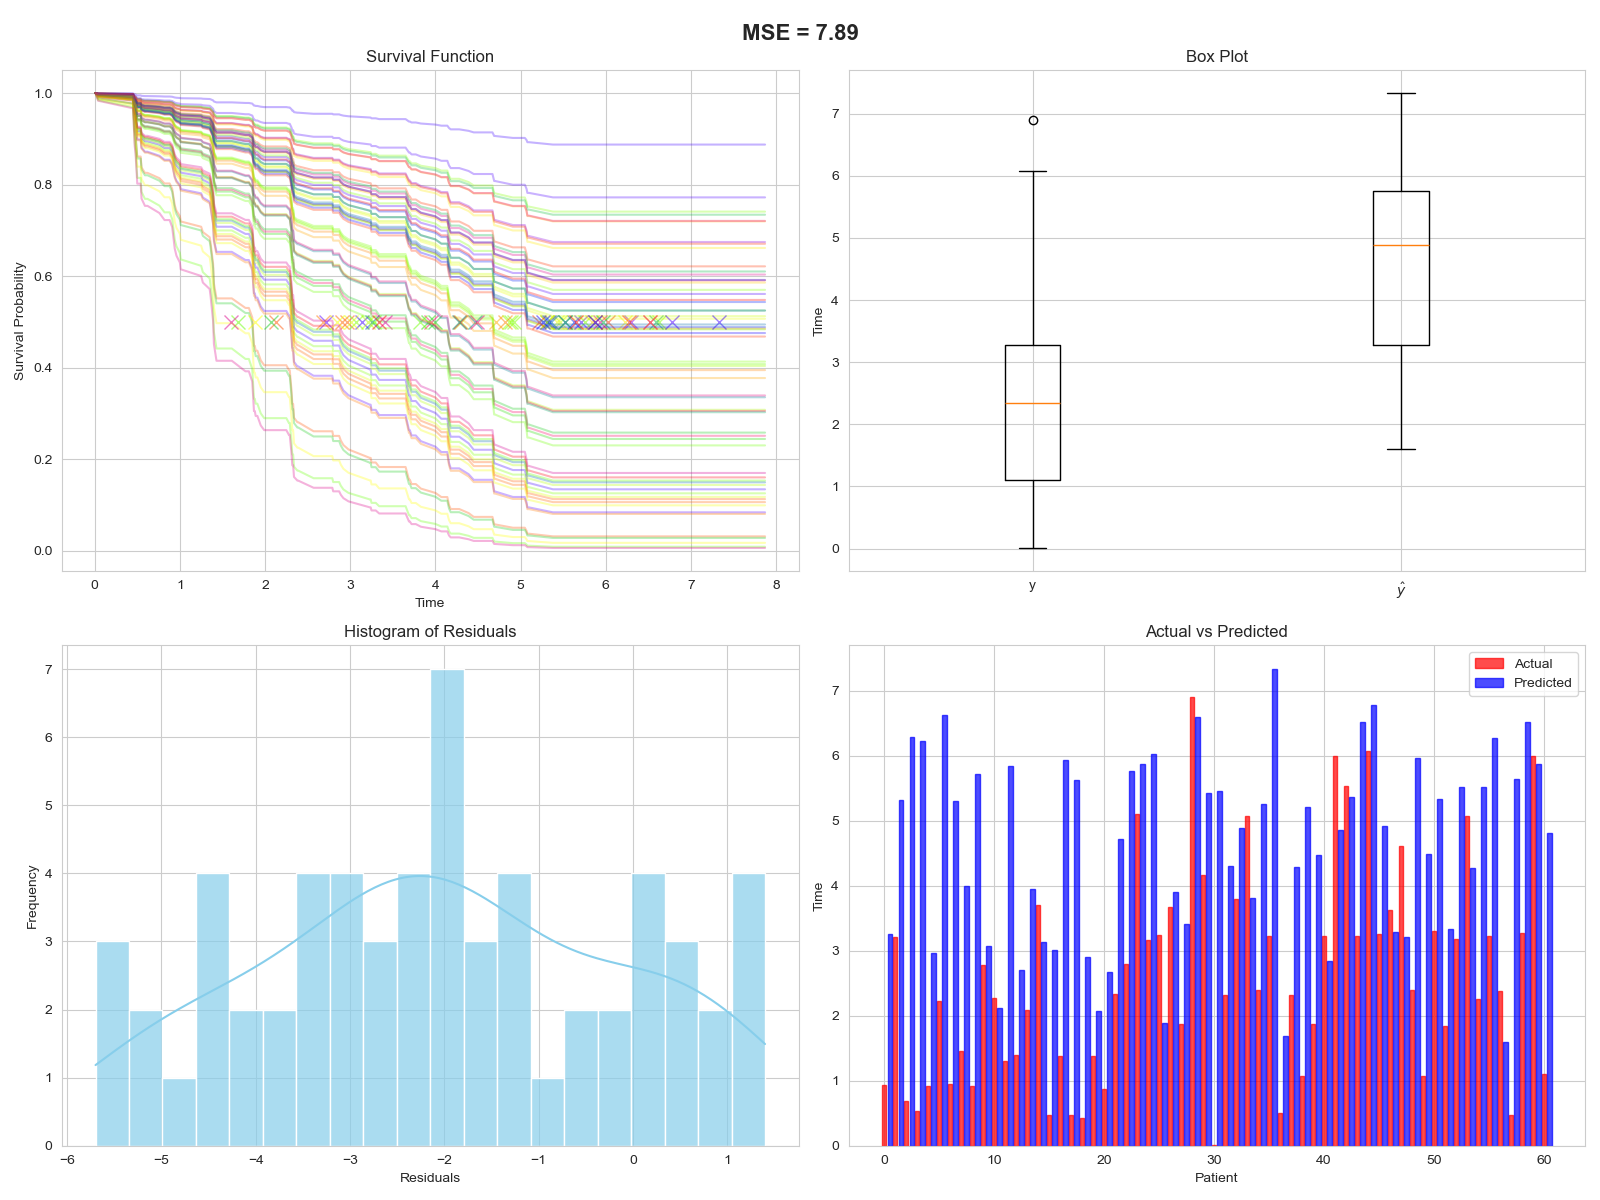 MSE = 7.89
Survival Function
Survival Probability
1.0
0.8
0.6
0.4
0.2
0.0
0 1 2 3 4 5 6 7 8
Time
Box Plot
Time
7
6
5
4
3
2
1
0
y ŷ
Histogram of Residuals
Frequency
7
6
5
4
3
2
1
0
−6 −5 −4 −3 −2 −1 0 1
Residuals
Actual vs Predicted
Actual
Predicted
Time
7
6
5
4
3
2
1
0
0 10 20 30 40 50 60
Patient